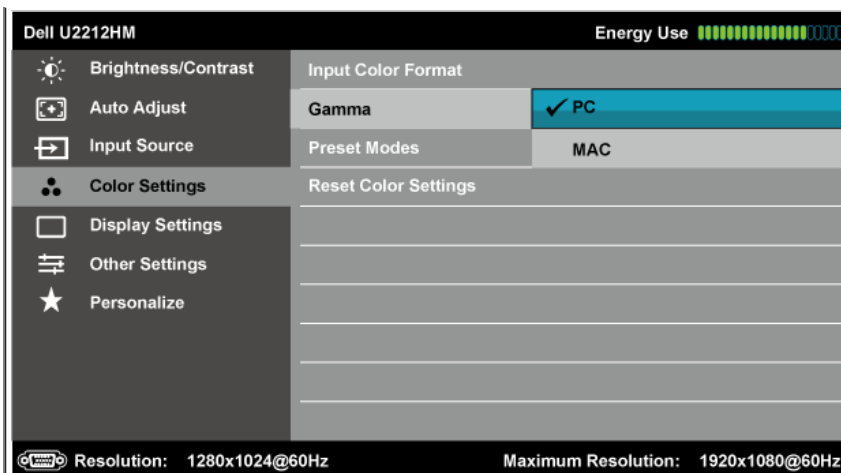 Dell U2212HM Energy Use
Brightness/Contrast Input Color Format
Auto Adjust Gamma PC
Input Source Preset Modes MAC
Color Settings Reset Color Settings
Display Settings
Other Settings
Personalize
Resolution: 1280x1024@60Hz Maximum Resolution: 1920x1080@60Hz